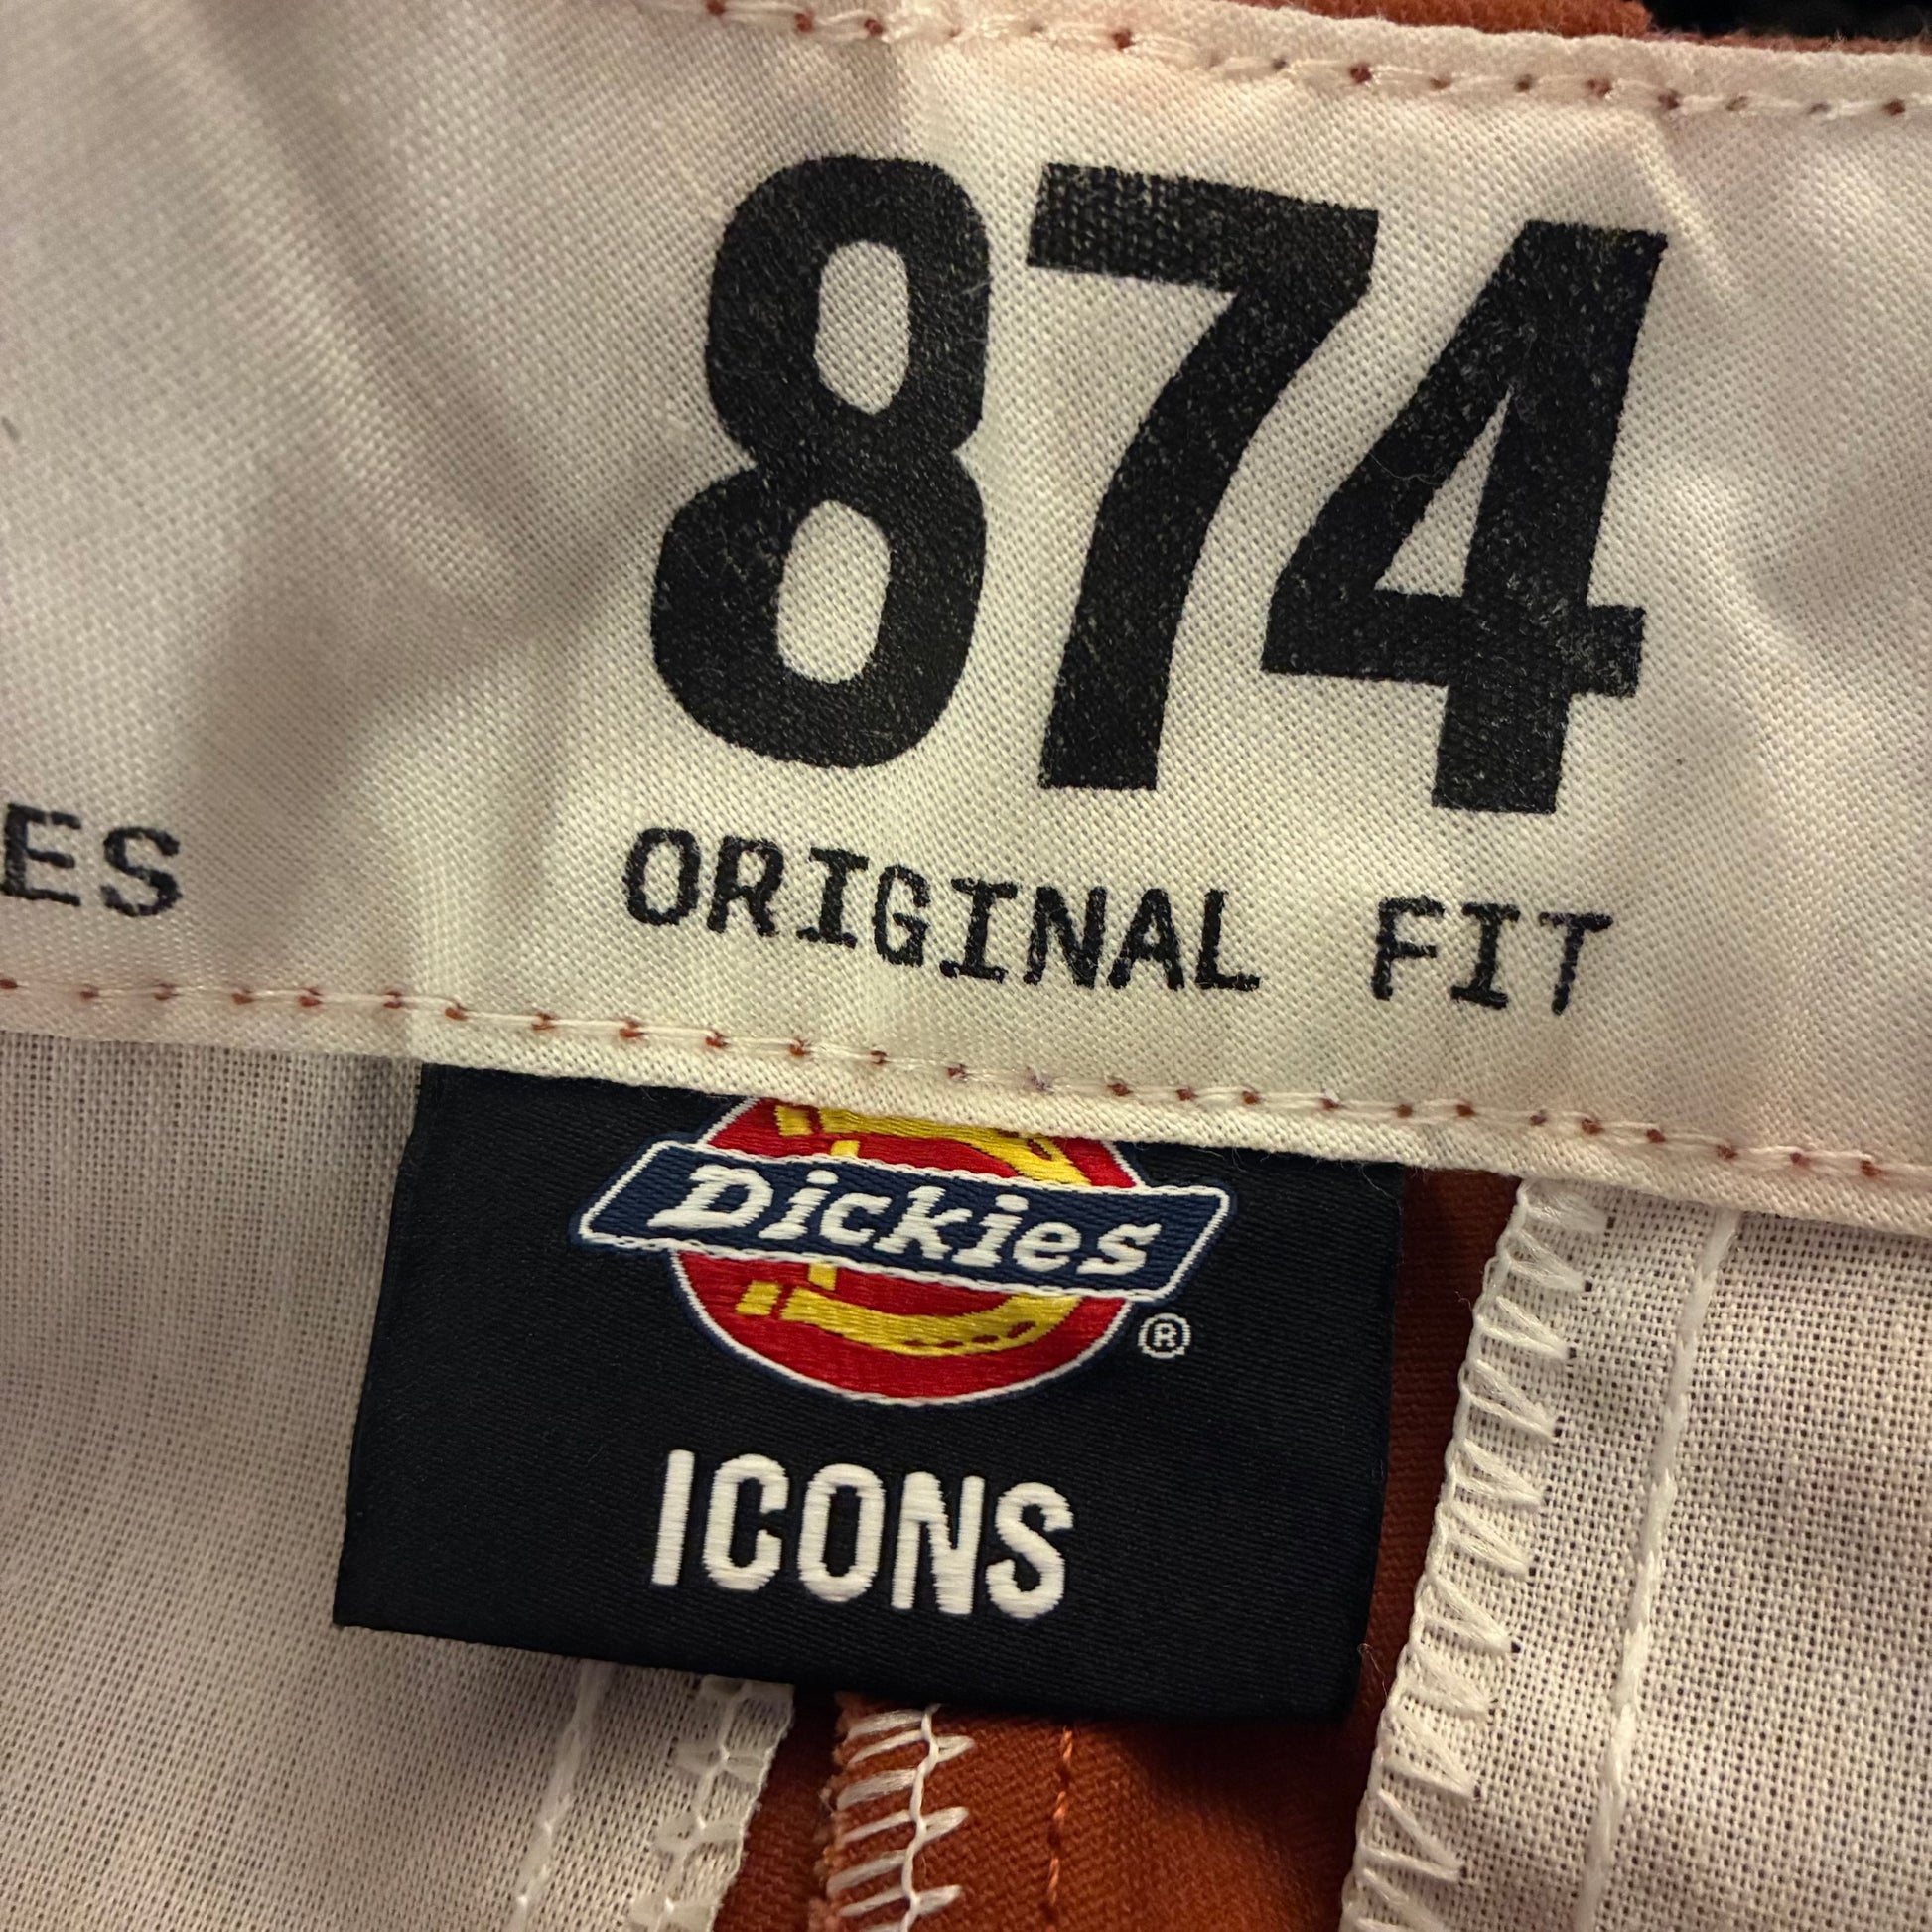 874
ES
ORIGINAL FIT
Dickies
®
ICONS